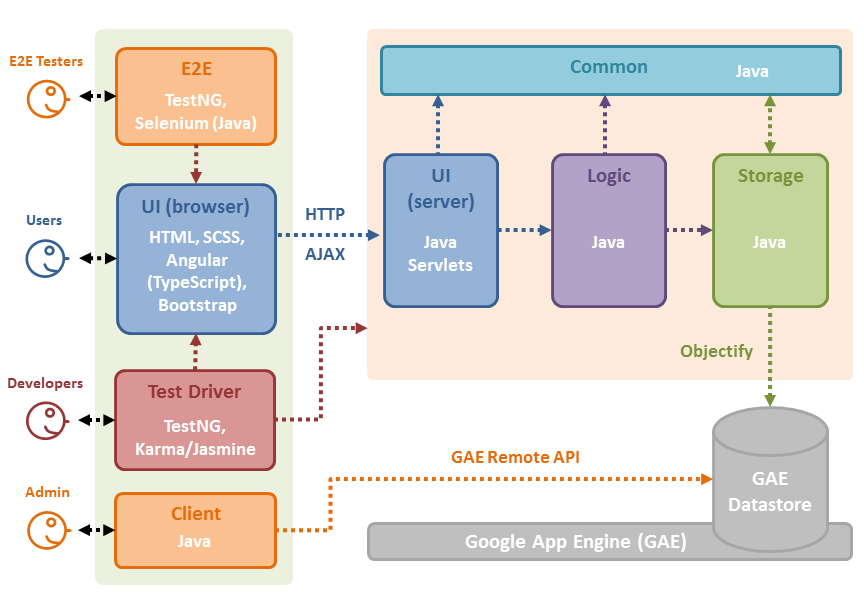 E2E Testers
E2E
TestNG,
Selenium (Java)
Users
UI (browser)
HTML, SCSS,
Angular
(TypeScript),
Bootstrap
Developers
Test Driver
TestNG,
Karma/Jasmine
Admin
Client
Java
HTTP
AJAX
Common
Java
UI
(server)
Java
Servlets
Logic
Java
Storage
Java
Objectify
GAE Remote API
GAE
Datastore
Google App Engine (GAE)